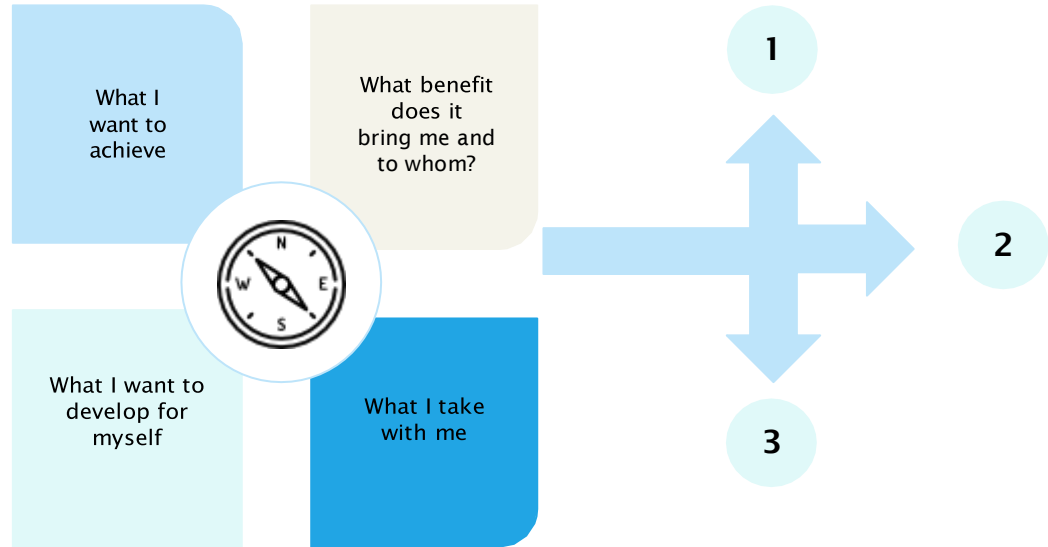 What I
want to
achieve
What benefit
does it
bring me and
to whom?
1
2
N
W E
S
What I want to
develop for
myself
What I take
with me
3